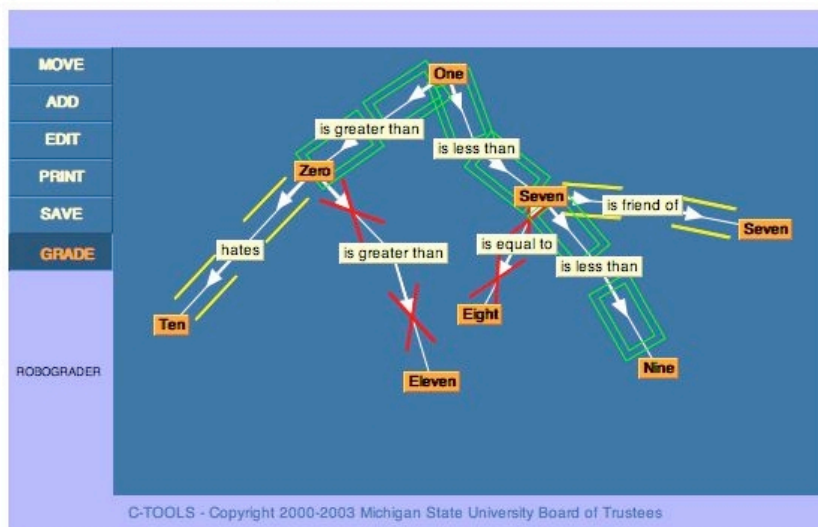 MOVE
ADD
EDIT
PRINT
SAVE
GRADE
ROBOGRADER
One
is greater than
is less than
Zero
Seven
is friend of
Seven
hates
is greater than
is equal to
is less than
Ten
Eight
Eleven
Nine
C-TOOLS - Copyright 2000-2003 Michigan State University Board of Trustees